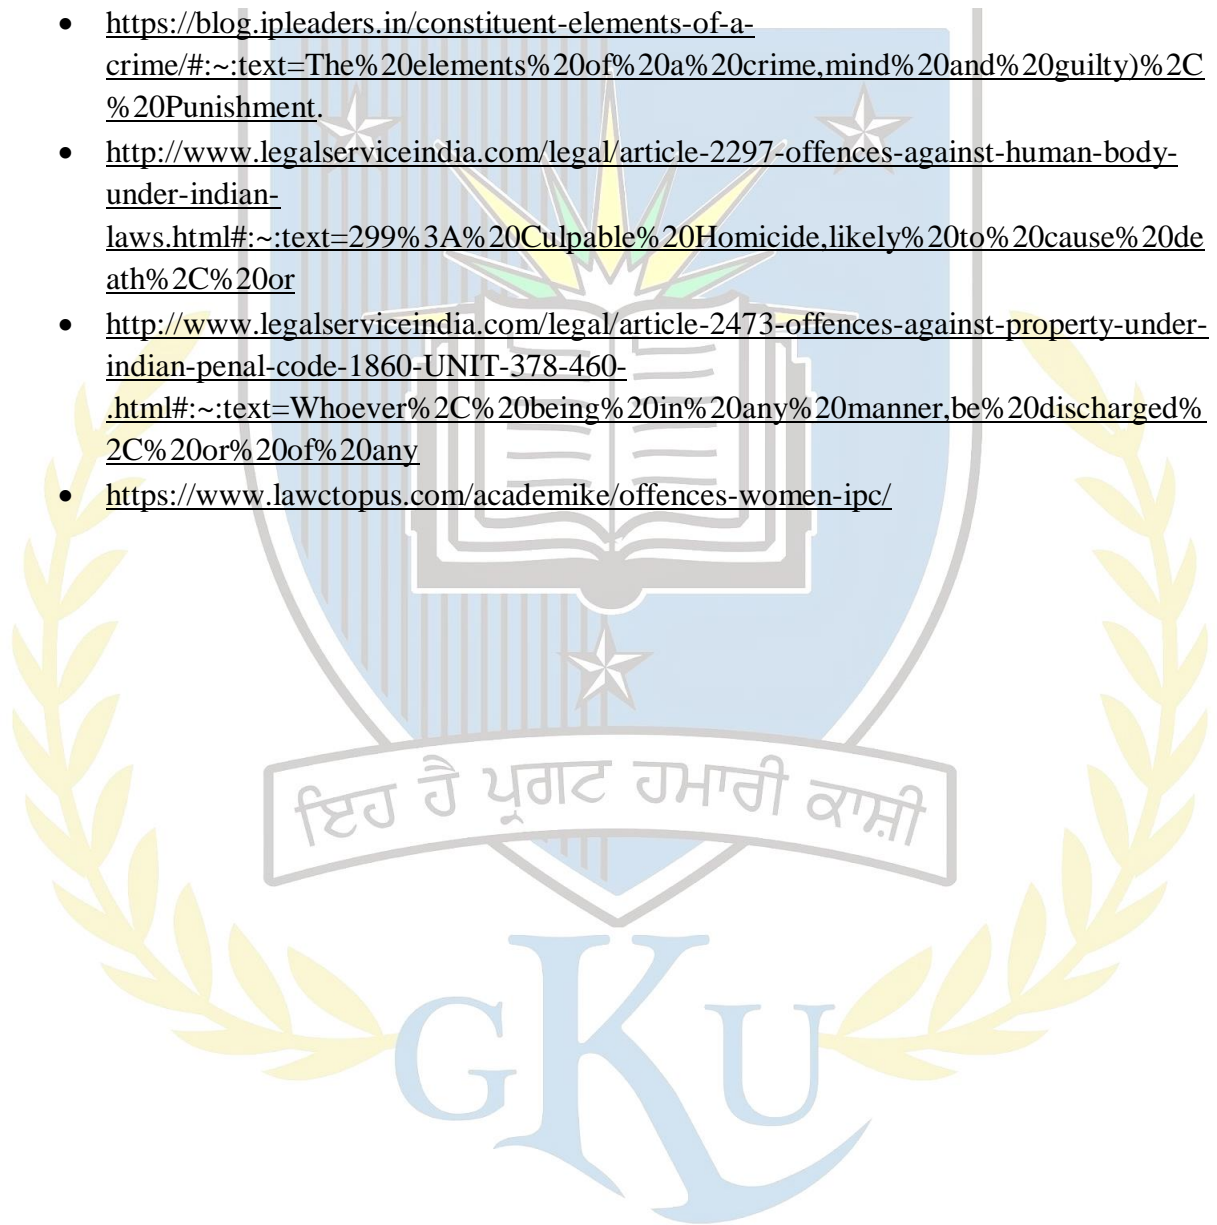 • https://blog.ipleaders.in/constituent-elements-of-a-
crime/#:~:text=The%20elements%20of%20a%20crime,mind%20and%20guilty)%2C
%20Punishment.
• http://www.legalserviceindia.com/legal/article-2297-offences-against-human-body-
under-indian-
laws.html#:~:text=299%3A%20Culpable%20Homicide,likely%20to%20cause%20de
ath%2C%20or
• http://www.legalserviceindia.com/legal/article-2473-offences-against-property-under-
indian-penal-code-1860-UNIT-378-460-
.html#:~:text=Whoever%2C%20being%20in%20any%20manner,be%20discharged%
2C%20or%20of%20any
• https://www.lawctopus.com/academike/offences-women-ipc/
ਇਹ ਹੈ ਪ੍ਰਗਟ ਹਮਾਰੀ ਕਾਸ਼ੀ
GKU